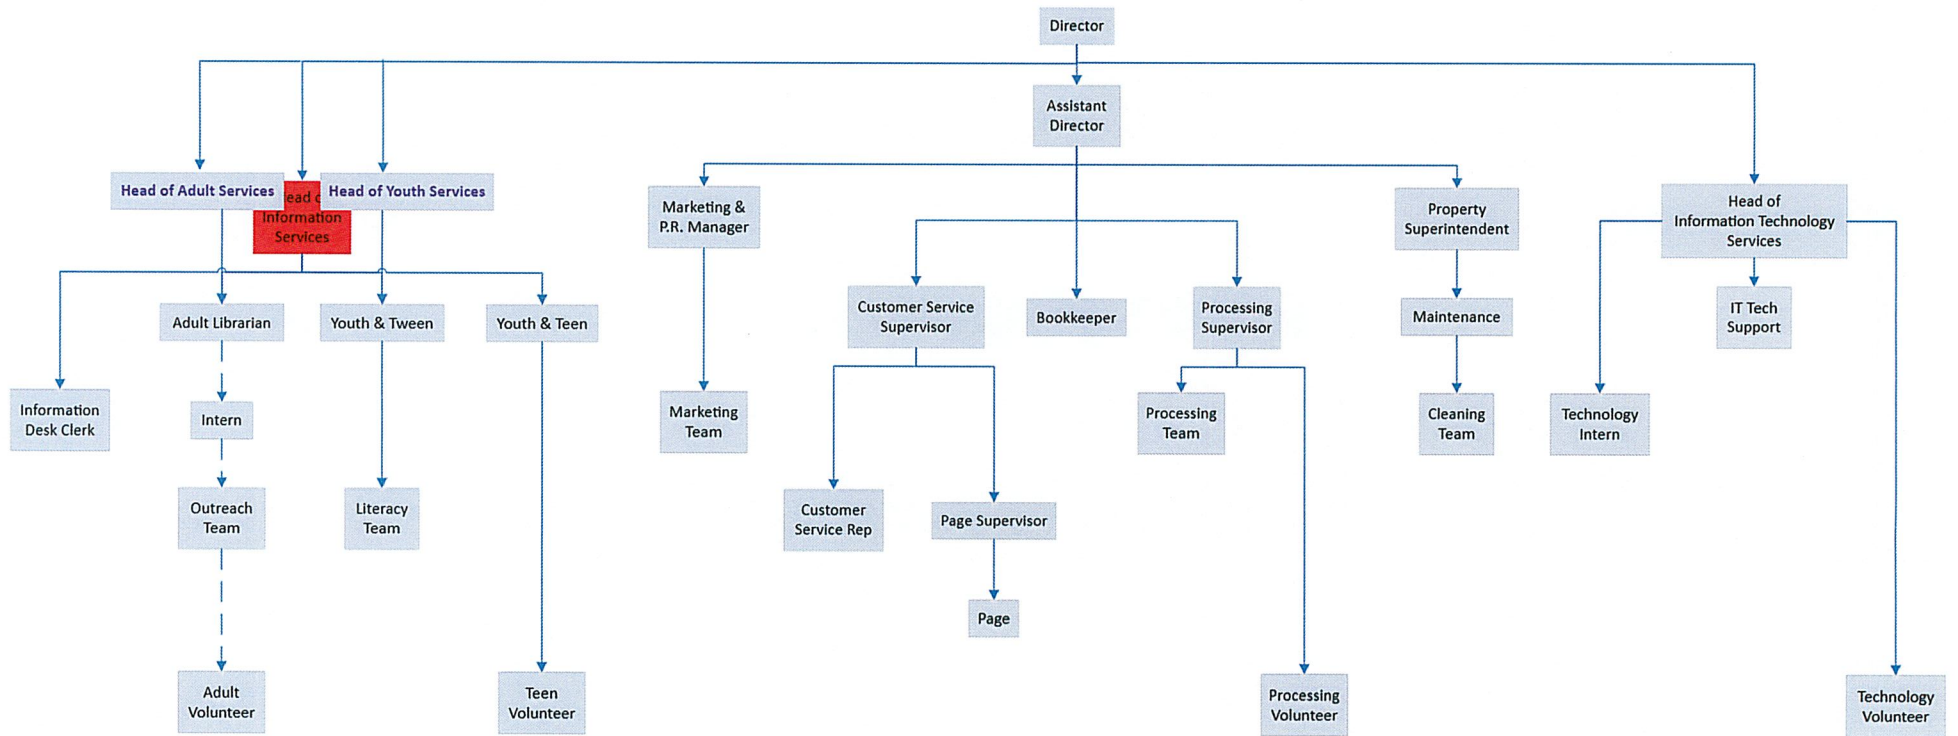 Director
Assistant
Director
Head of Adult Services
Head of
Information
Services
Head of Youth Services
Marketing &
P.R. Manager
Property
Superintendent
Head of
Information Technology
Services
Adult Librarian
Youth & Tween
Youth & Teen
Customer Service
Supervisor
Bookkeeper
Processing
Supervisor
Maintenance
IT Tech
Support
Information
Desk Clerk
Intern
Marketing
Team
Processing
Team
Cleaning
Team
Technology
Intern
Outreach
Team
Literacy
Team
Customer
Service Rep
Page Supervisor
Page
Adult
Volunteer
Teen
Volunteer
Processing
Volunteer
Technology
Volunteer